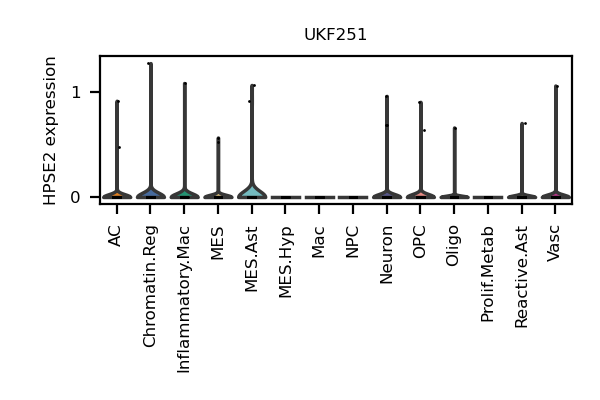 UKF251
HPSE2 expression
1
0
AC
Chromatin.Reg
Inflammatory.Mac
MES
MES.Ast
MES.Hyp
Mac
NPC
Neuron
OPC
Oligo
Prolif.Metab
Reactive.Ast
Vasc